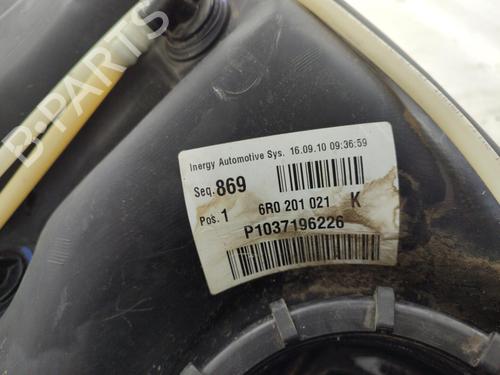 B-PARTS
Inergy Automotive Sys. 16.09.10 09:36:59
Seq. 869
Pos. 1 6R0 201 021 K
P1037196226